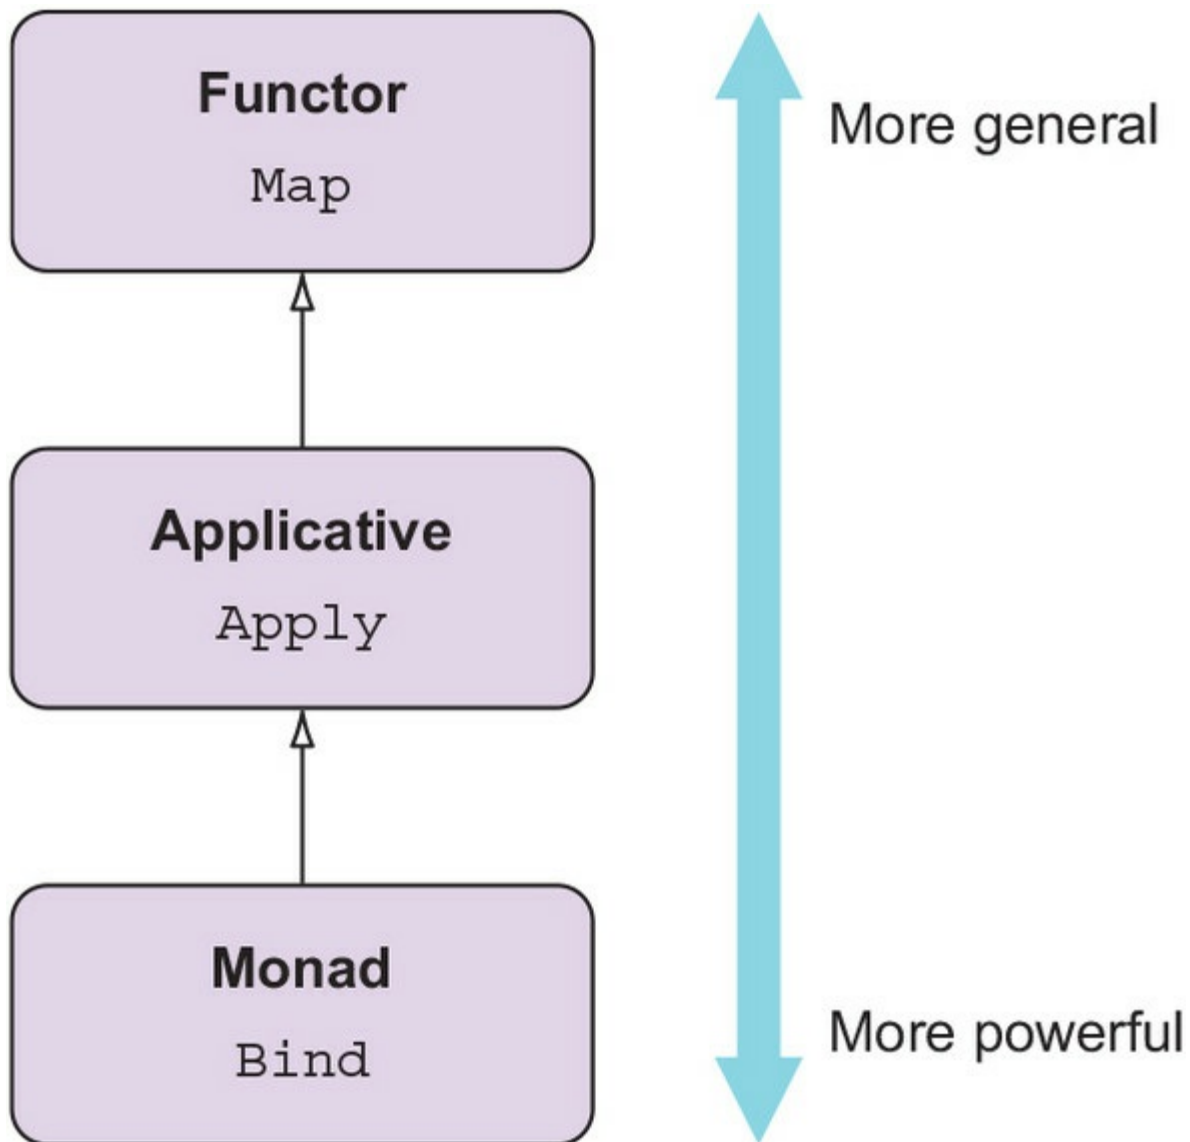 Functor
Map
More general
Applicative
Apply
Monad
Bind
More powerful